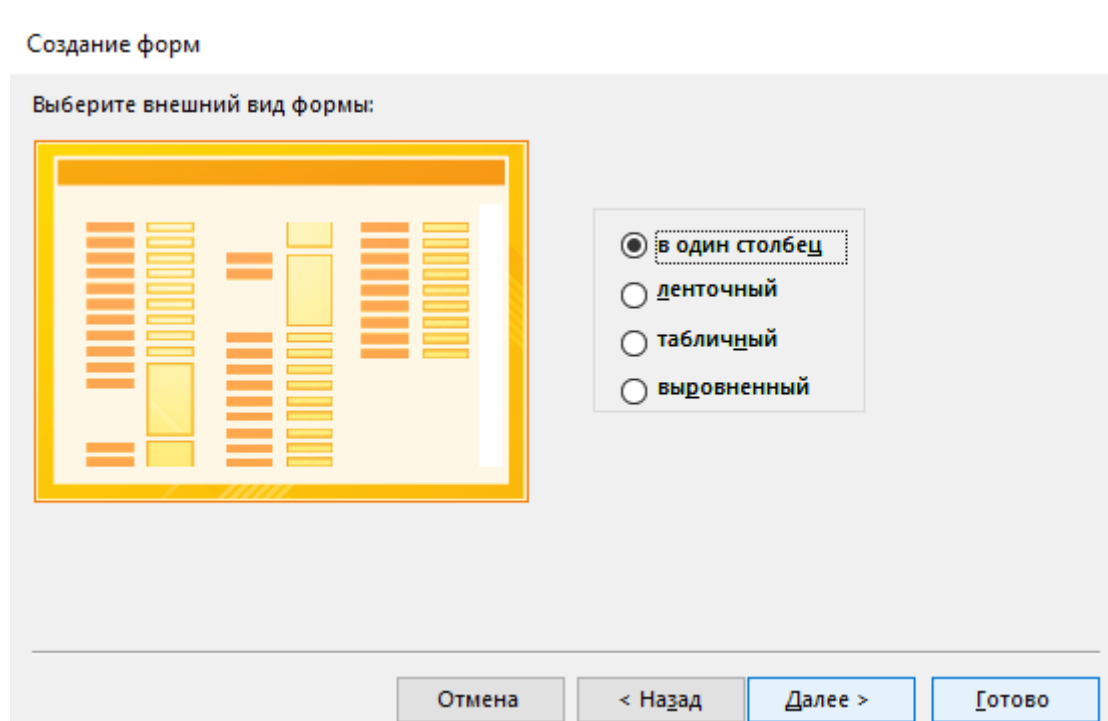 Создание форм
Выберите внешний вид формы:
в один столбец
ленточный
табличный
выровненный
Отмена
< Назад
Далее >
Готово